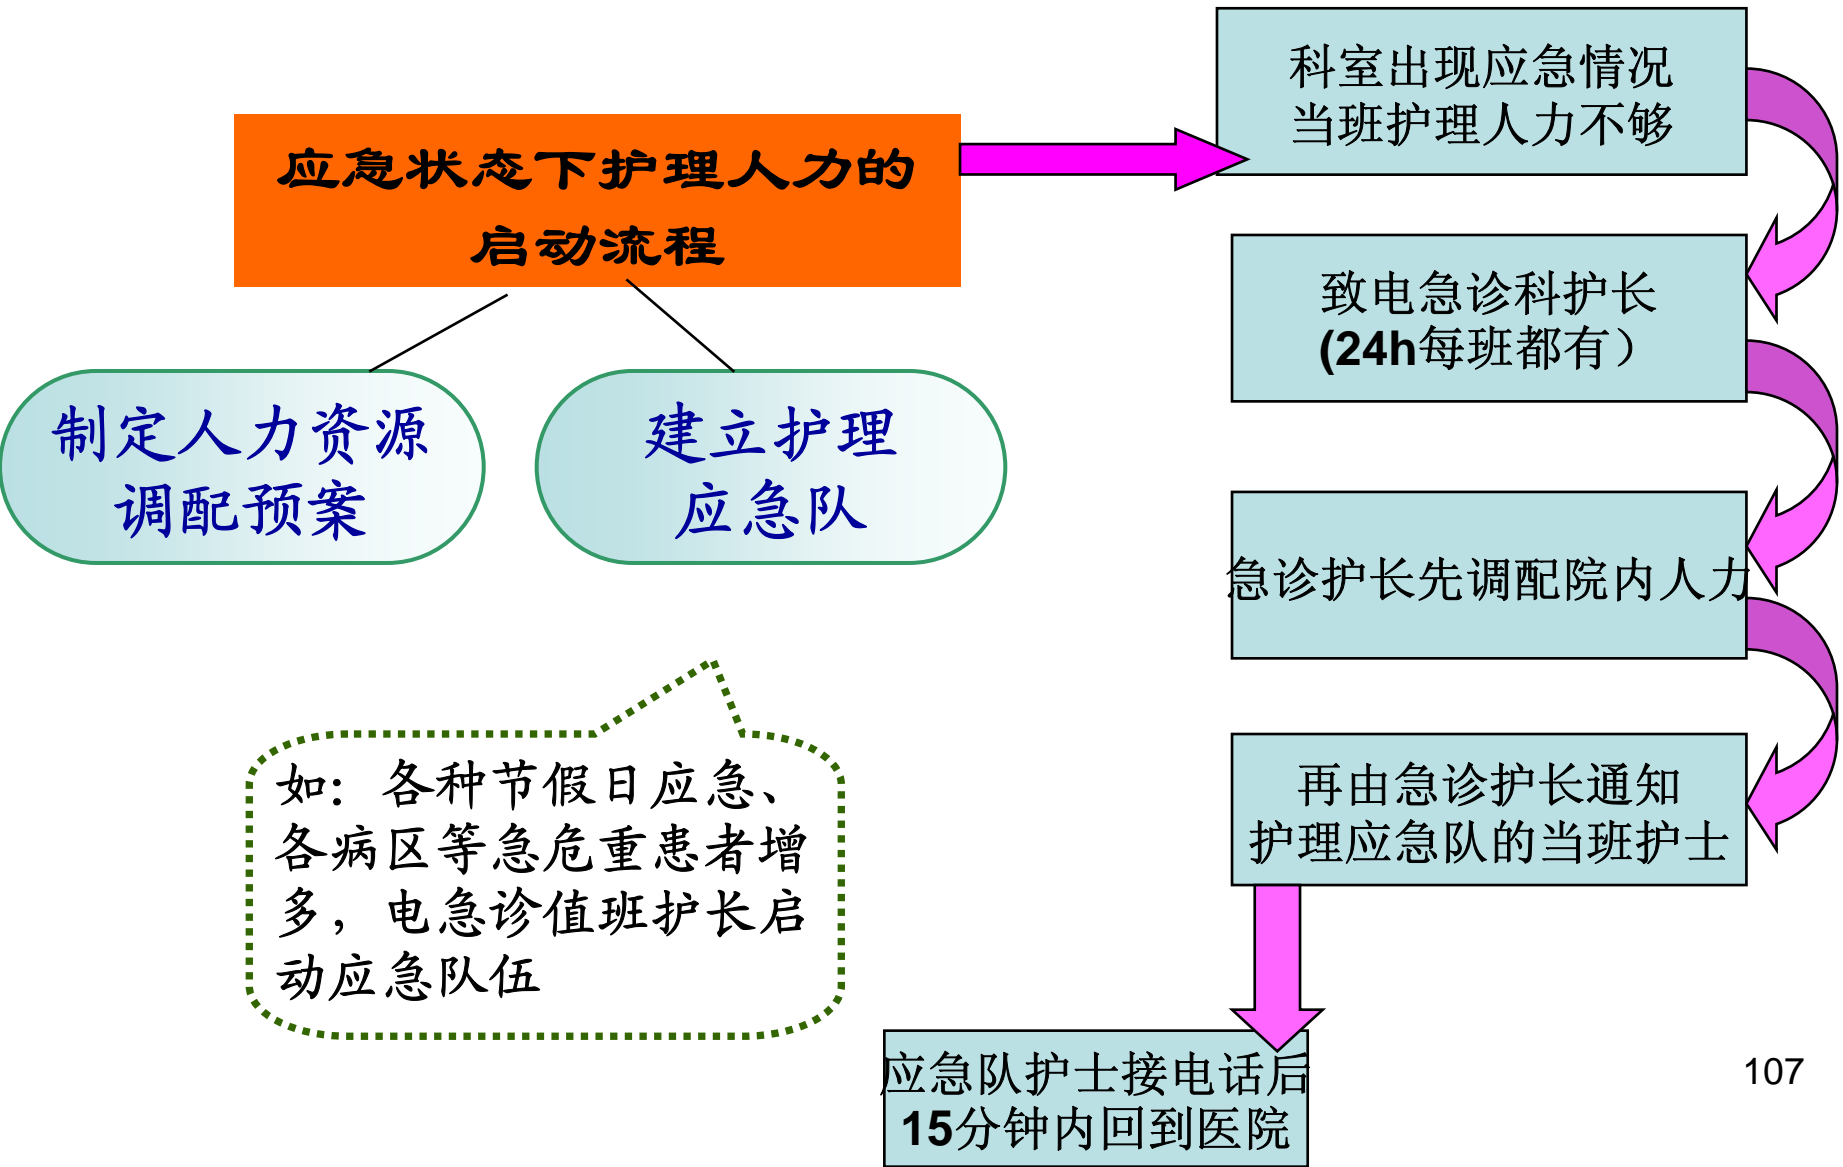 应急状态下护理人力的
启动流程
制定人力资源
调配预案
建立护理
应急队
如：各种节假日应急、
各病区等急危重患者增
多，电急诊值班护长启
动应急队伍
科室出现应急情况
当班护理人力不够
致电急诊科护长
(24h每班都有）
急诊护长先调配院内人力
再由急诊护长通知
护理应急队的当班护士
应急队护士接电话后
15分钟内回到医院
107